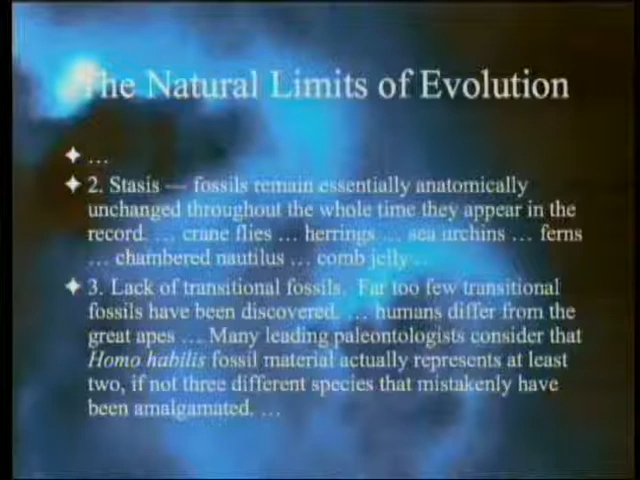 The Natural Limits of Evolution
...
2. Stasis — fossils remain essentially anatomically
unchanged throughout the whole time they appear in the
record. ... crane flies ... herrings ... sea urchins ... ferns
... chambered nautilus ... comb jelly ...
3. Lack of transitional fossils. Far too few transitional
fossils have been discovered. ... humans differ from the
great apes ... Many leading paleontologists consider that
Homo habilis fossil material actually represents at least
two, if not three different species that mistakenly have
been amalgamated. ...